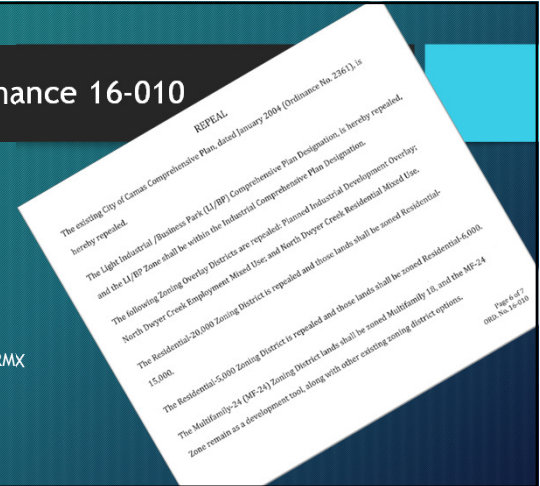 nance 16-010
RMX
REPEAL
The existing City of Camas Comprehensive Plan, dated January 2004 (Ordinance No. 2361), is
hereby repealed.
The Light Industrial /Business Park (LI/BP) Comprehensive Plan Designation, is hereby repealed,
and the LI/BP Zone shall be within the Industrial Comprehensive Plan Designation.
The following Zoning Overlay Districts are repealed: Planned Industrial Development Overlay;
North Dwyer Creek Employment Mixed Use; and North Dwyer Creek Residential Mixed Use.
The Residential-20,000 Zoning District is repealed and those lands shall be zoned Residential-
15,000.
The Residential-5,000 Zoning District is repealed and those lands shall be zoned Residential-6,000.
The Multifamily-24 (MF-24) Zoning District lands shall be zoned Multifamily 18, and the MF-24
Zone remain as a development tool, along with other existing zoning district options.
Page 6 of 7
ORD. No. 16-010